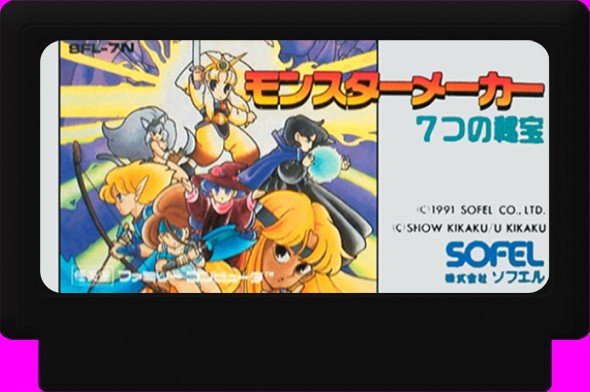 SFL-7N
モンスターメーカー
7つの秘宝
(C)1991 SOFEL CO., LTD.
(C)SHOW KIKAKU/U KIKAKU
SOFEL
株式会社 ソフエル
ファミリーコンピュータ™